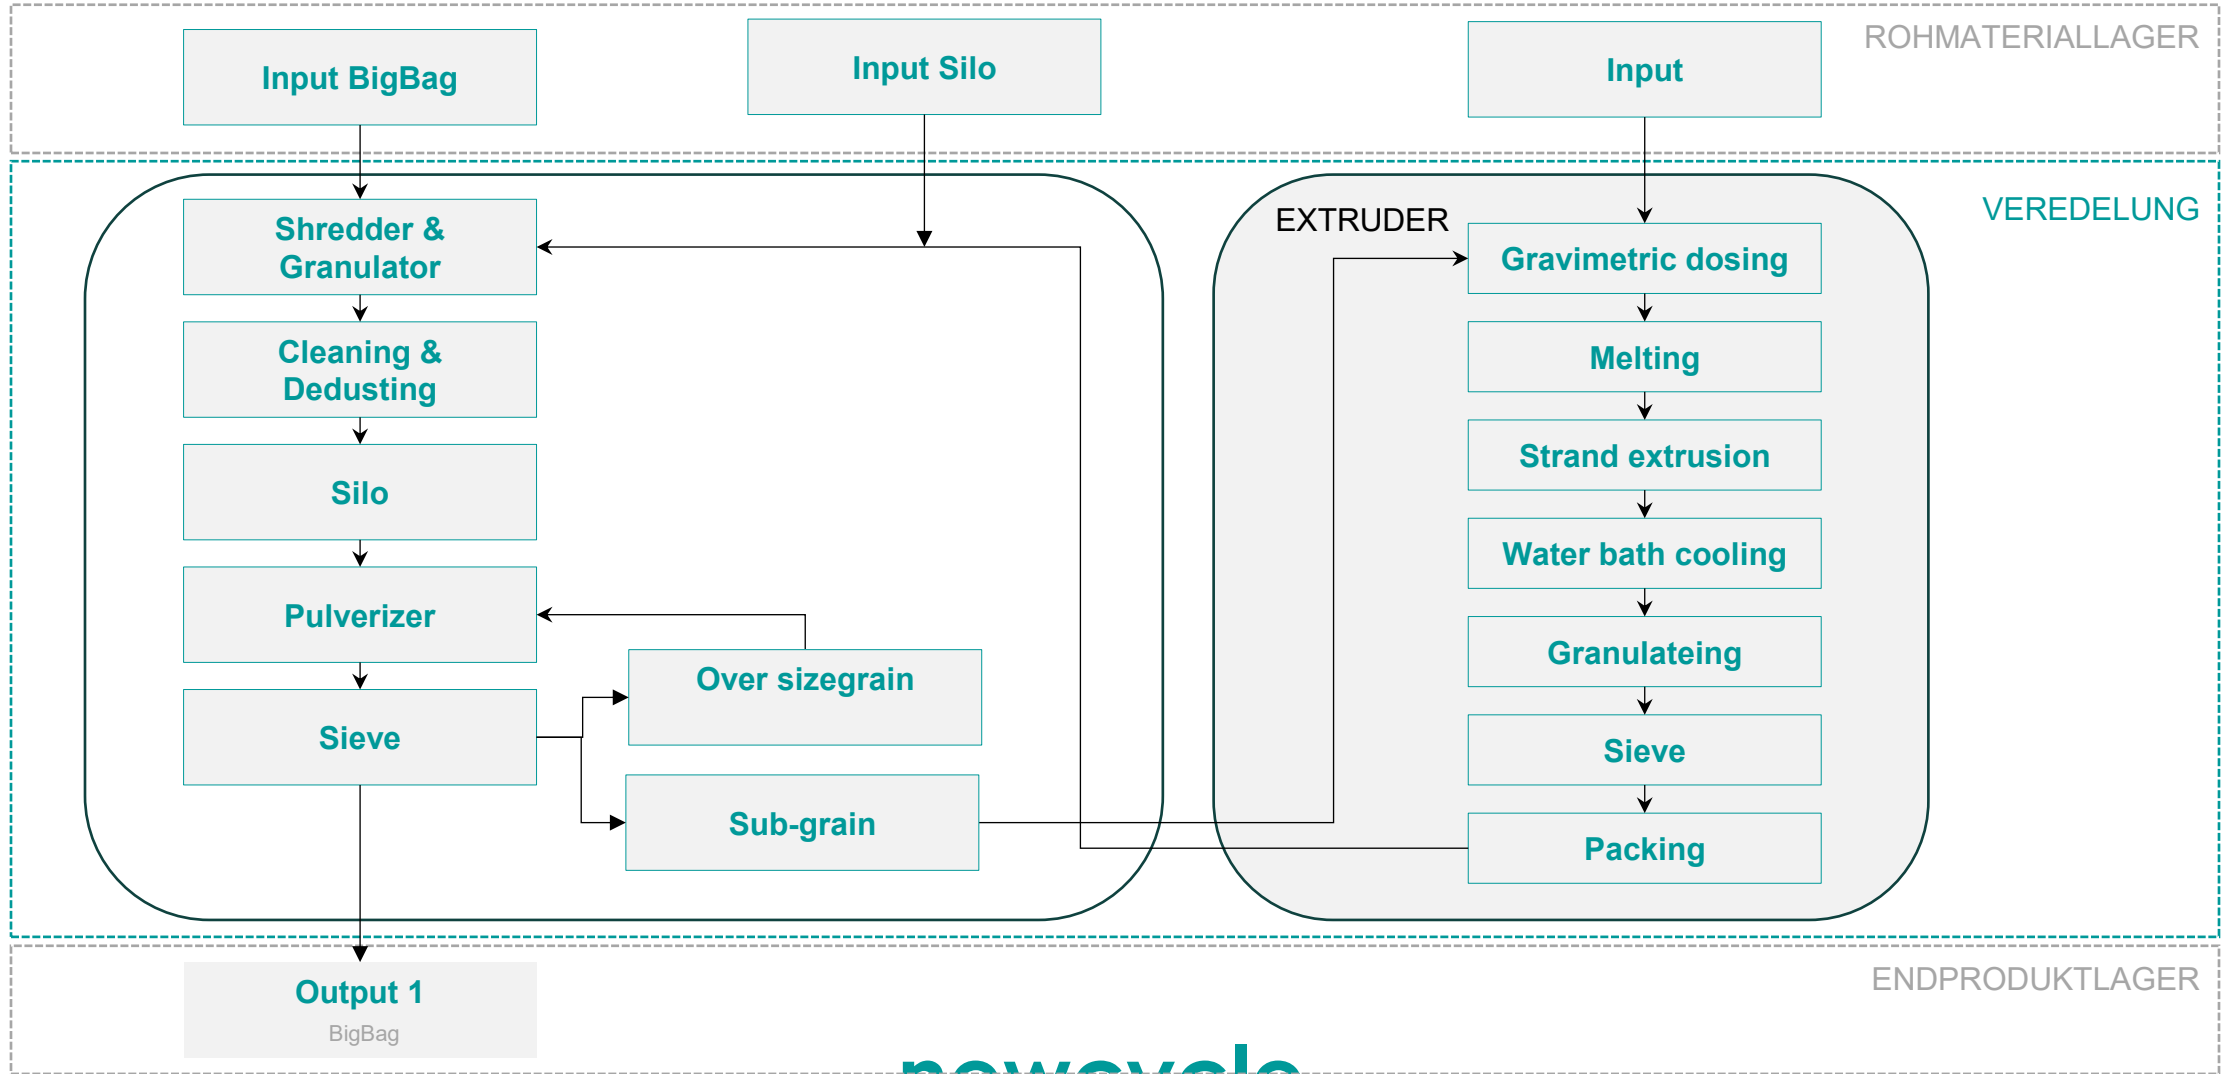 ROHMATERIALLAGER
Input BigBag
Input Silo
Input
VEREDELUNG
Shredder &
Granulator
Cleaning &
Dedusting
Silo
Pulverizer
Sieve
Over sizegrain
Sub-grain
EXTRUDER
Gravimetric dosing
Melting
Strand extrusion
Water bath cooling
Granulateing
Sieve
Packing
ENDPRODUKTLAGER
Output 1
BigBag
newcycle